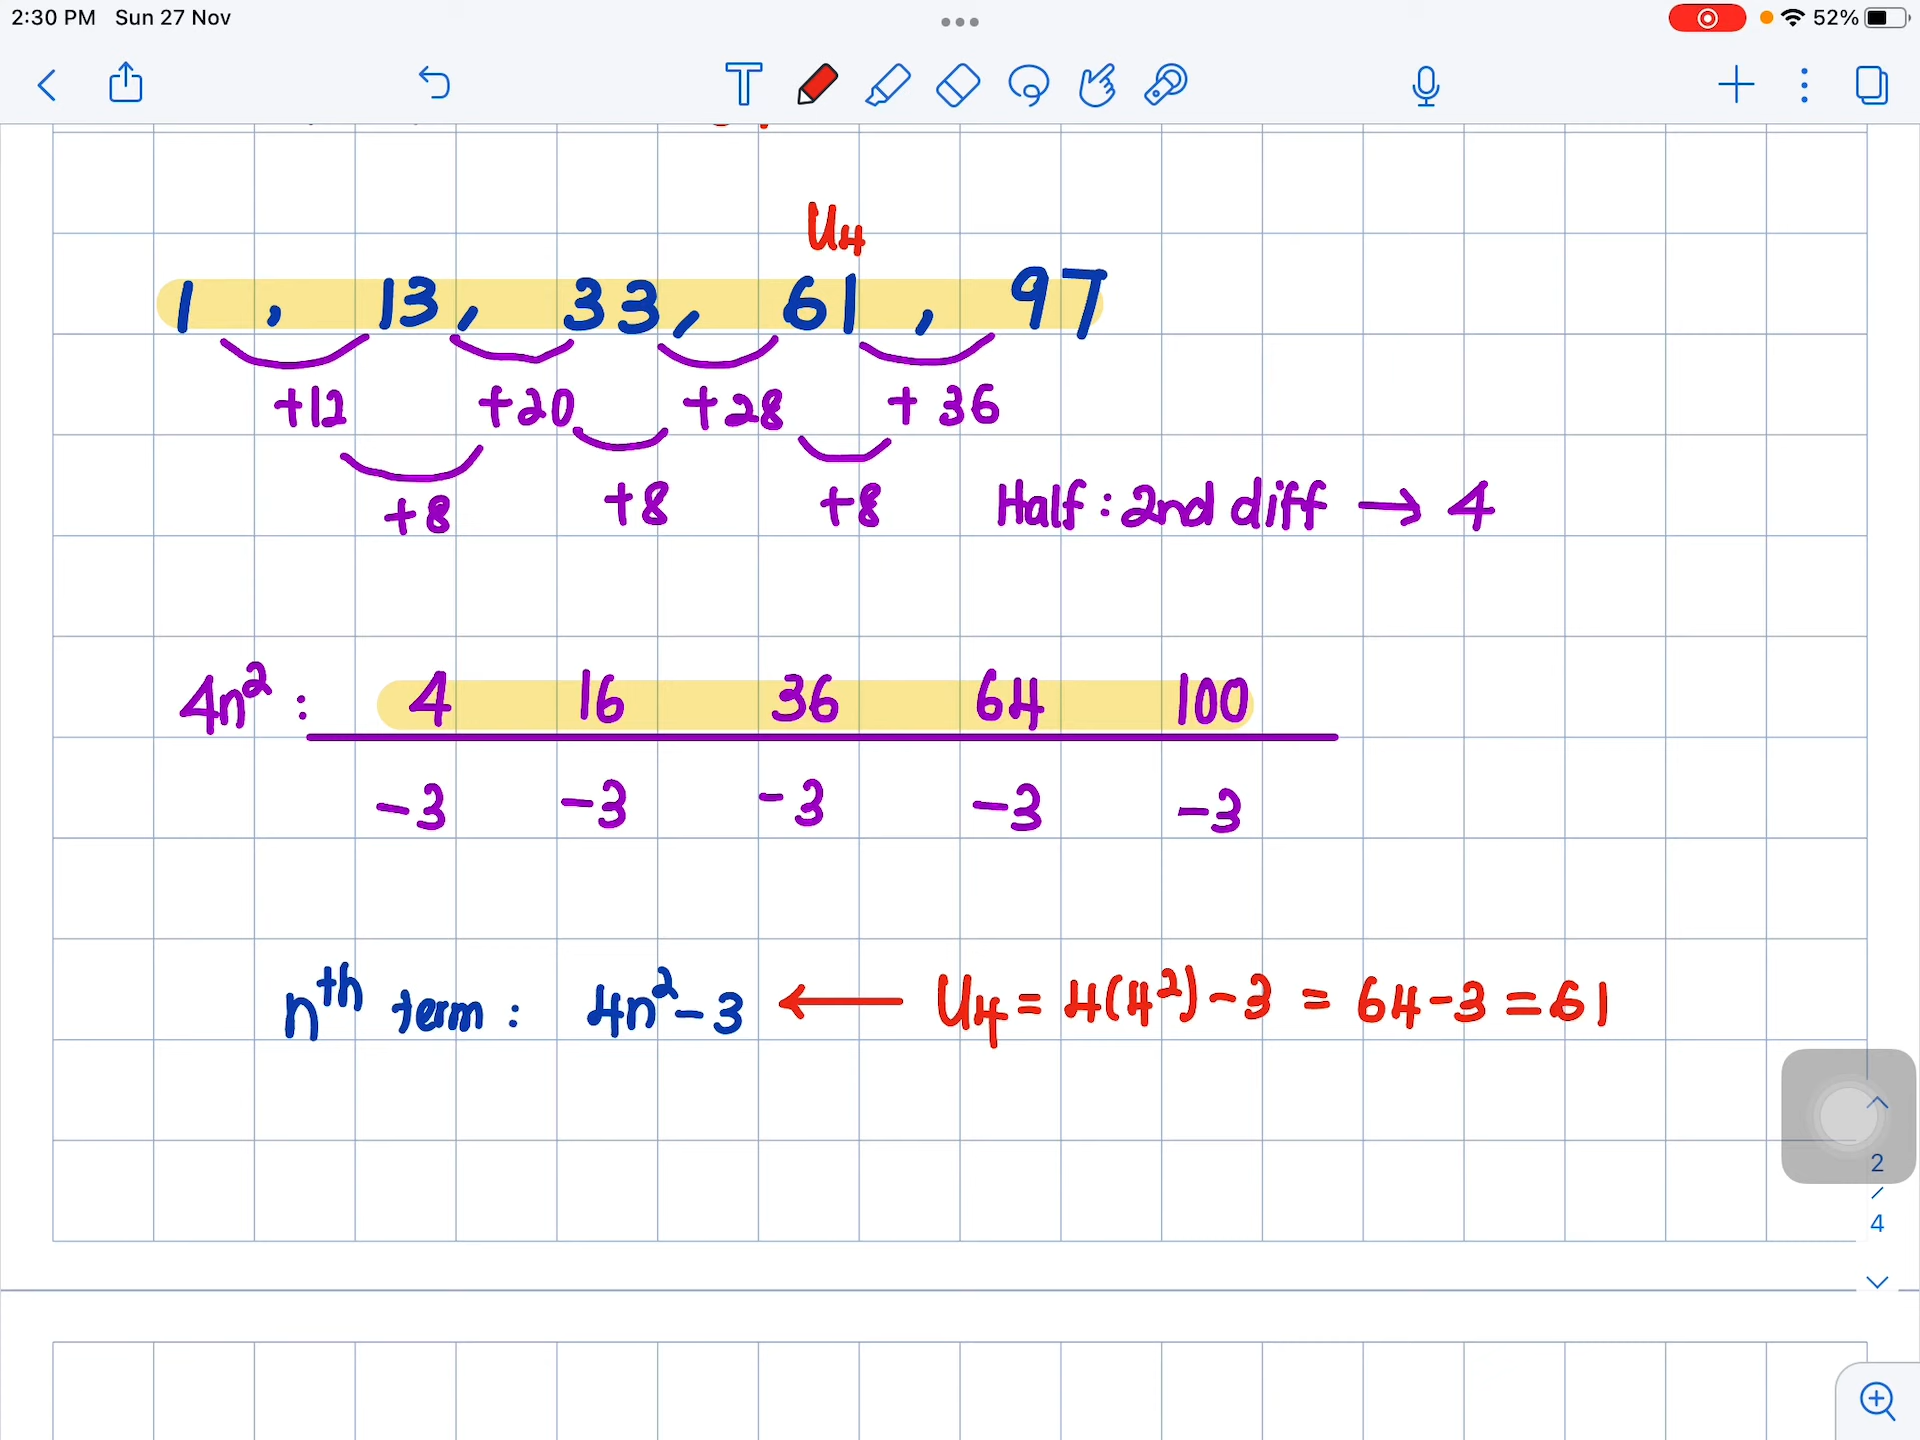 2:30 PM Sun 27 Nov
52%
U₄
1 , 13, 33, 61 , 97
+12 +20 +28 + 36
+8 +8 +8 Half : 2nd diff → 4
4n² : 4 16 36 64 100
-3 -3 -3 -3 -3
nᵗʰ term : 4n²-3 ← U₄ = 4(4²)-3 = 64-3 = 61
2
/
4